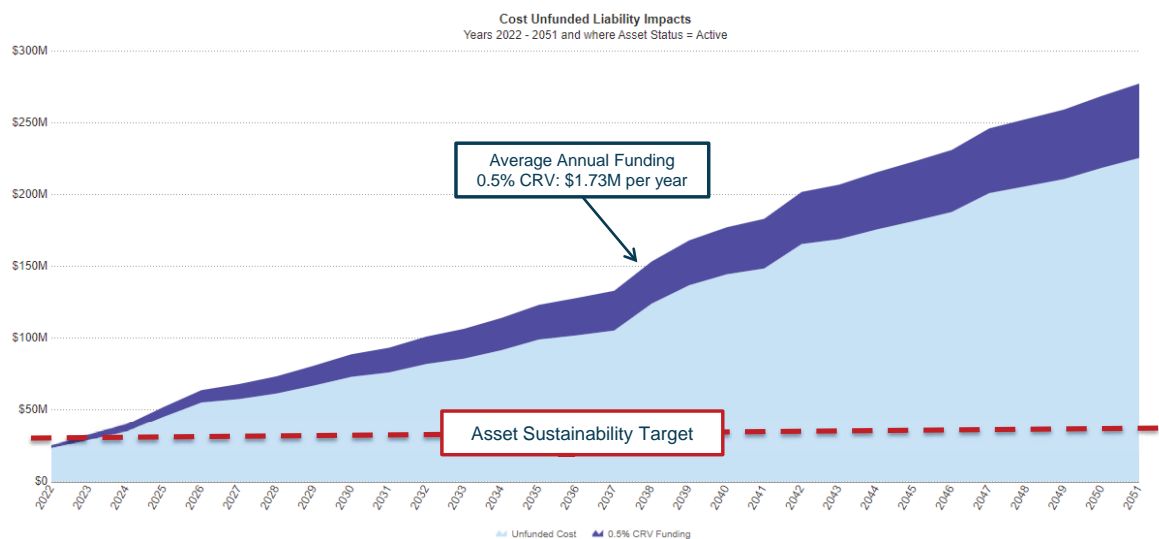 Cost Unfunded Liability Impacts
Years 2022 - 2051 and where Asset Status = Active
$300M
$250M
$200M
$150M
$100M
$50M
$0
Average Annual Funding
0.5% CRV: $1.73M per year
Asset Sustainability Target
2022
2023
2024
2025
2026
2027
2028
2029
2030
2031
2032
2033
2034
2035
2036
2037
2038
2039
2040
2041
2042
2043
2044
2045
2046
2047
2048
2049
2050
2051
Unfunded Cost
0.5% CRV Funding